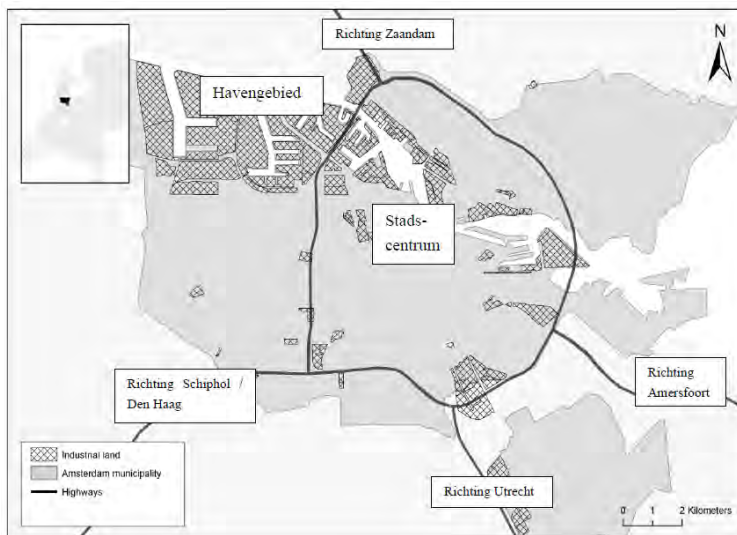 Richting Zaandam
N
Havengebied
Stads-
centrum
Richting Schiphol /
Den Haag
Richting
Amersfoort
Richting Utrecht
Industrial land
Amsterdam municipality
Highways
0 1 2 Kilometers